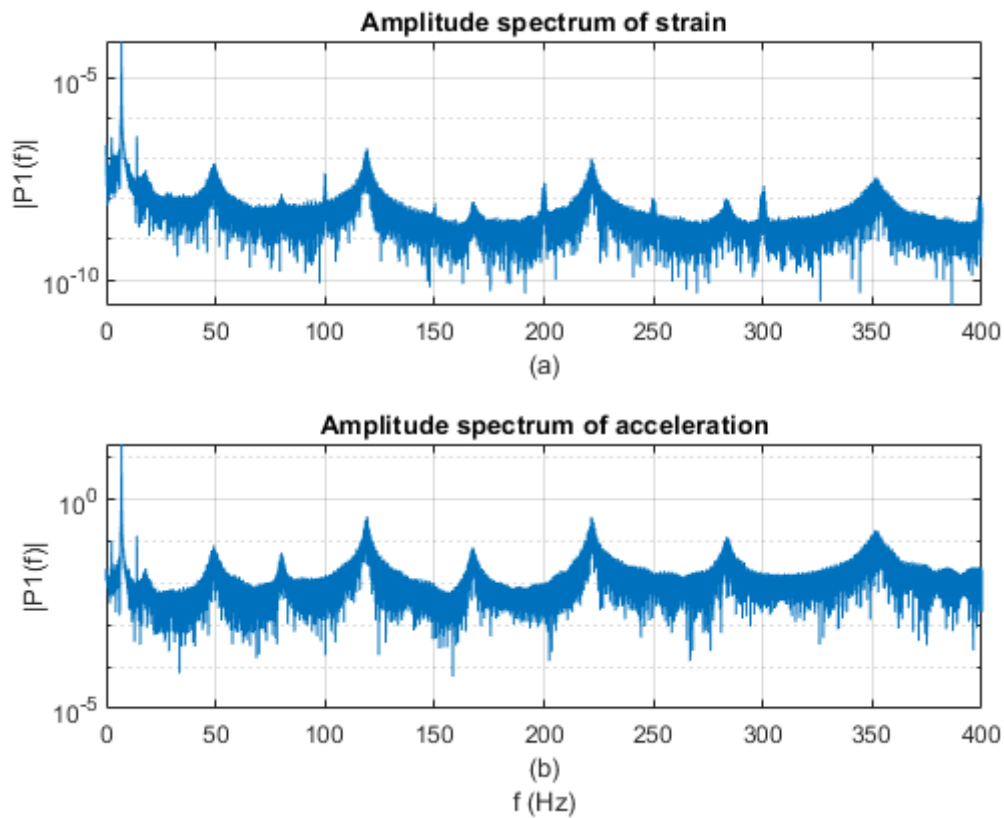 Amplitude spectrum of strain
|P1(f)|
10^-5
10^-10
0 50 100 150 200 250 300 350 400
(a)
Amplitude spectrum of acceleration
|P1(f)|
10^0
10^-5
0 50 100 150 200 250 300 350 400
(b)
f (Hz)